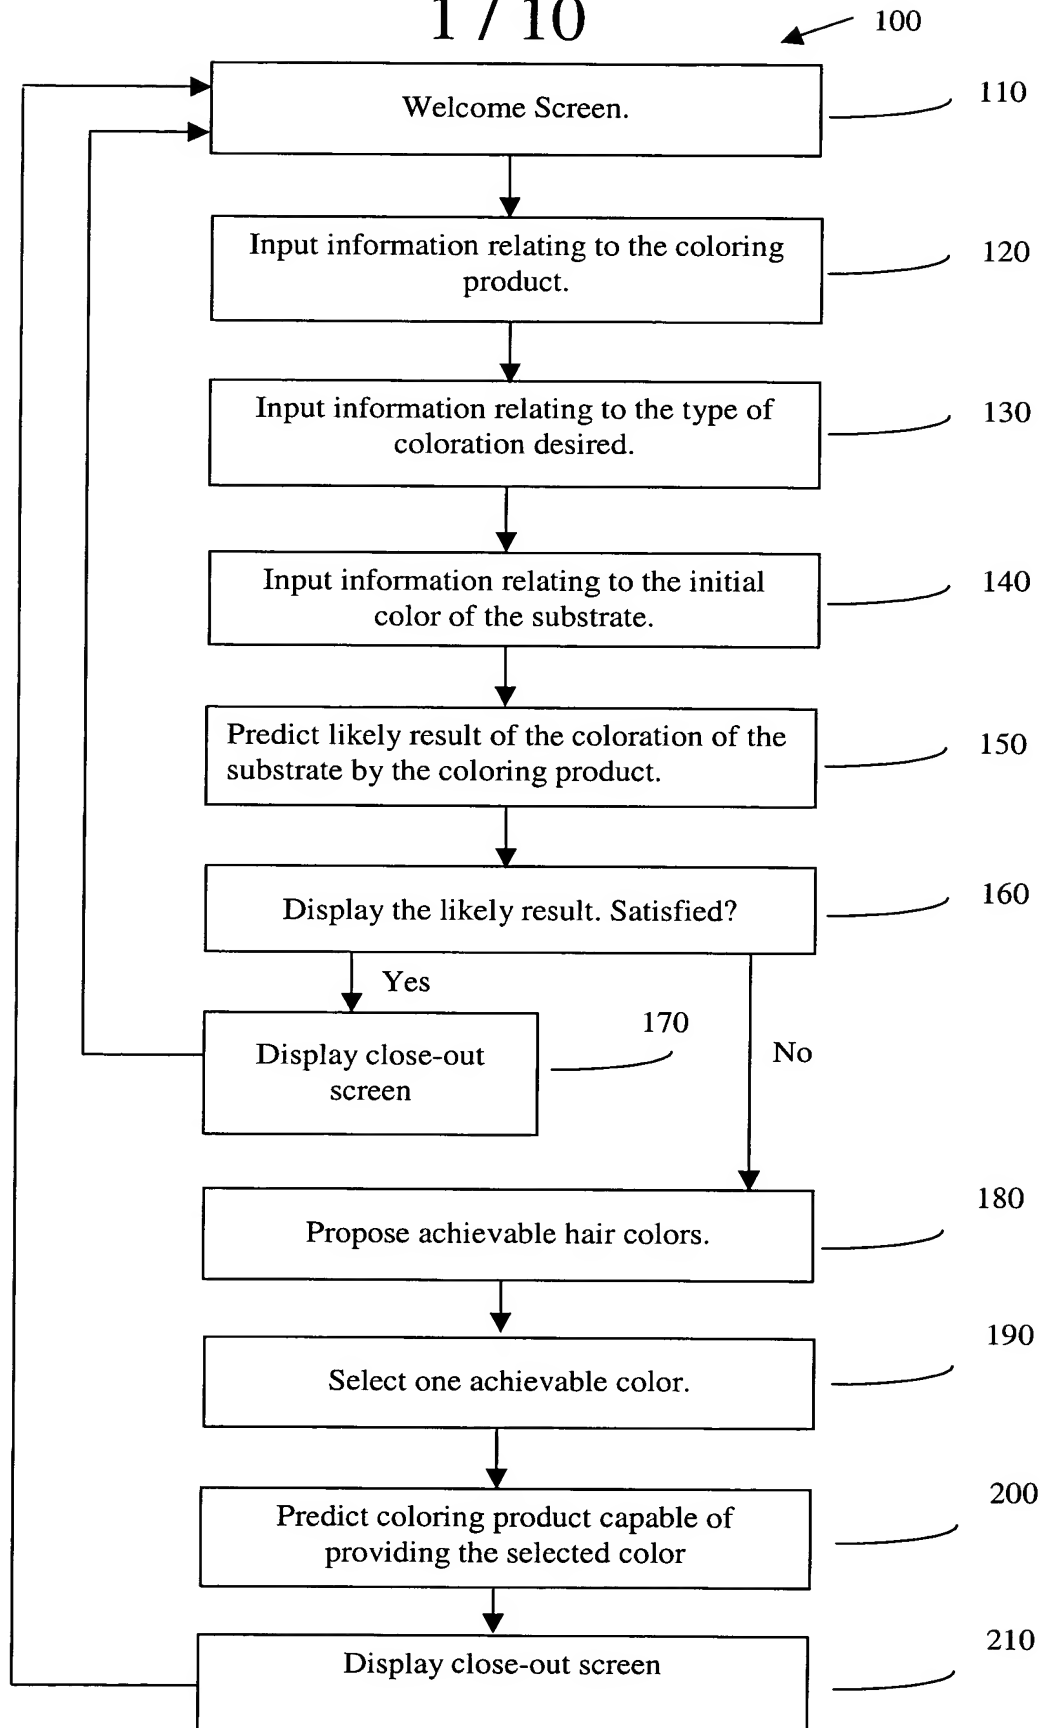 1 / 10
100
Welcome Screen.
110
Input information relating to the coloring
product.
120
Input information relating to the type of
coloration desired.
130
Input information relating to the initial
color of the substrate.
140
Predict likely result of the coloration of the
substrate by the coloring product.
150
Display the likely result. Satisfied?
160
Yes
170
No
Display close-out
screen
180
Propose achievable hair colors.
190
Select one achievable color.
200
Predict coloring product capable of
providing the selected color
210
Display close-out screen